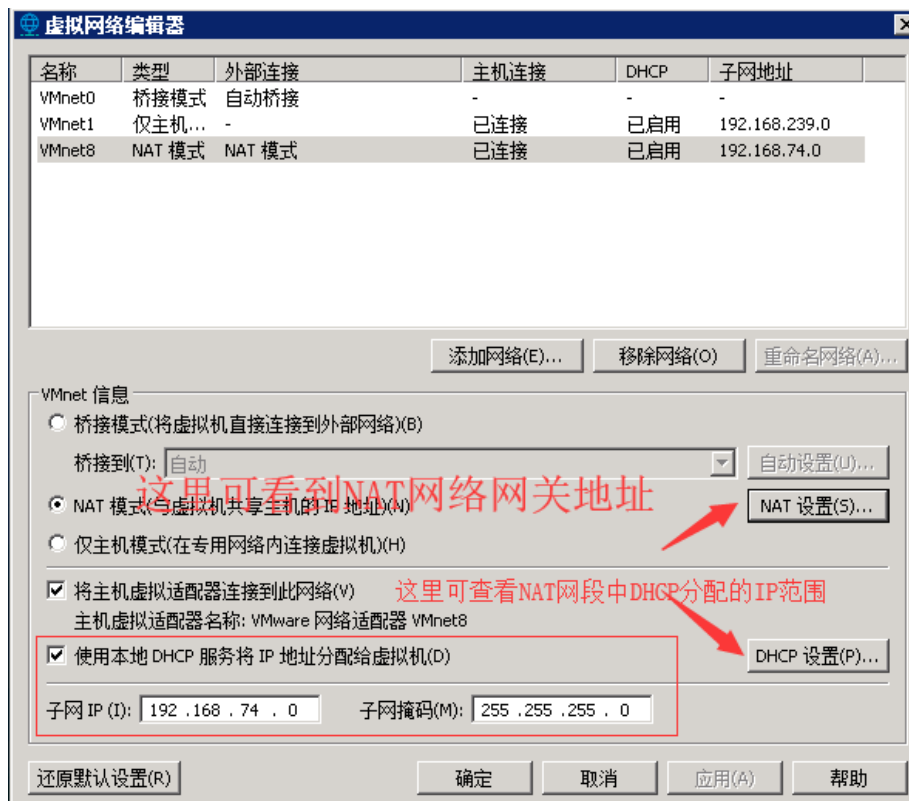 虚拟网络编辑器
名称 类型 外部连接 主机连接 DHCP 子网地址
VMnet0 桥接模式 自动桥接 - - -
VMnet1 仅主机... - 已连接 已启用 192.168.239.0
VMnet8 NAT 模式 NAT 模式 已连接 已启用 192.168.74.0
添加网络(E)... 移除网络(O) 重命名网络(A)...
VMnet 信息
桥接模式(将虚拟机直接连接到外部网络)(B)
桥接到(T): 自动 自动设置(U)...
这里可看到NAT网络网关地址
NAT 模式(与虚拟机共享主机的 IP 地址)(N) NAT 设置(S)...
仅主机模式(在专用网络内连接虚拟机)(H)
将主机虚拟适配器连接到此网络(V) 这里可查看NAT网段中DHCP分配的IP范围
主机虚拟适配器名称: VMware 网络适配器 VMnet8
使用本地 DHCP 服务将 IP 地址分配给虚拟机(D) DHCP 设置(P)...
子网 IP (I): 192 .168 . 74 . 0 子网掩码(M): 255 .255 .255 . 0
还原默认设置(R) 确定 取消 应用(A) 帮助